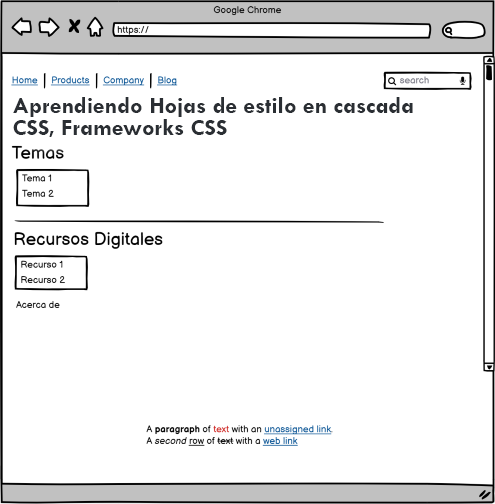 Google Chrome
https://
Home Products Company Blog search
Aprendiendo Hojas de estilo en cascada
CSS, Frameworks CSS
Temas
Tema 1
Tema 2
Recursos Digitales
Recurso 1
Recurso 2
Acerca de
A paragraph of text with an unassigned link.
A second row of text with a web link